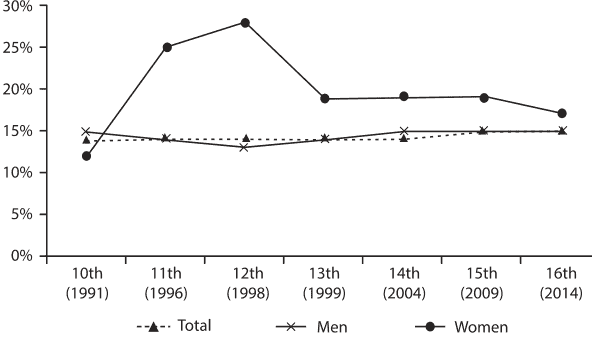 30%
25%
20%
15%
10%
5%
0%
10th 11th 12th 13th 14th 15th 16th
(1991) (1996) (1998) (1999) (2004) (2009) (2014)
Total Men Women